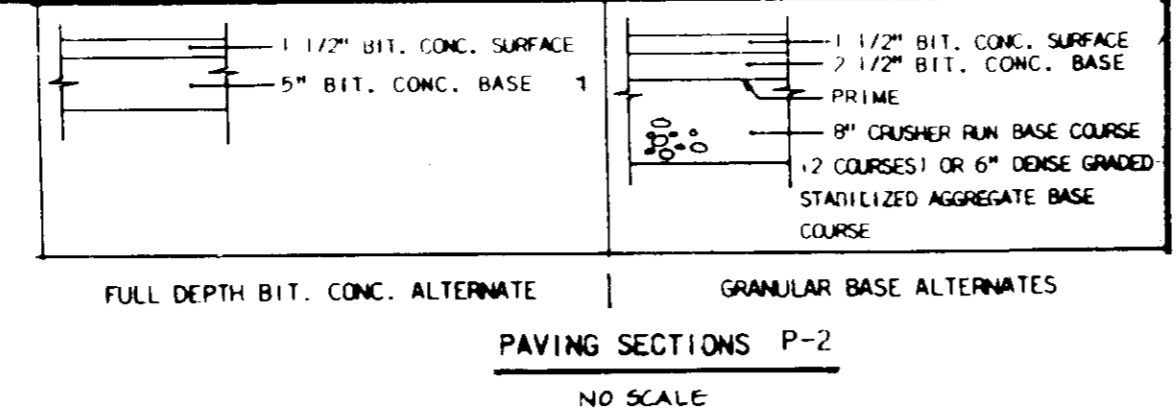 1 1/2" BIT. CONC. SURFACE
5" BIT. CONC. BASE 1
1 1/2" BIT. CONC. SURFACE
2 1/2" BIT. CONC. BASE
PRIME
8" CRUSHER RUN BASE COURSE
(2 COURSES) OR 6" DENSE GRADED
STABILIZED AGGREGATE BASE
COURSE
FULL DEPTH BIT. CONC. ALTERNATE
GRANULAR BASE ALTERNATES
PAVING SECTIONS P-2
NO SCALE